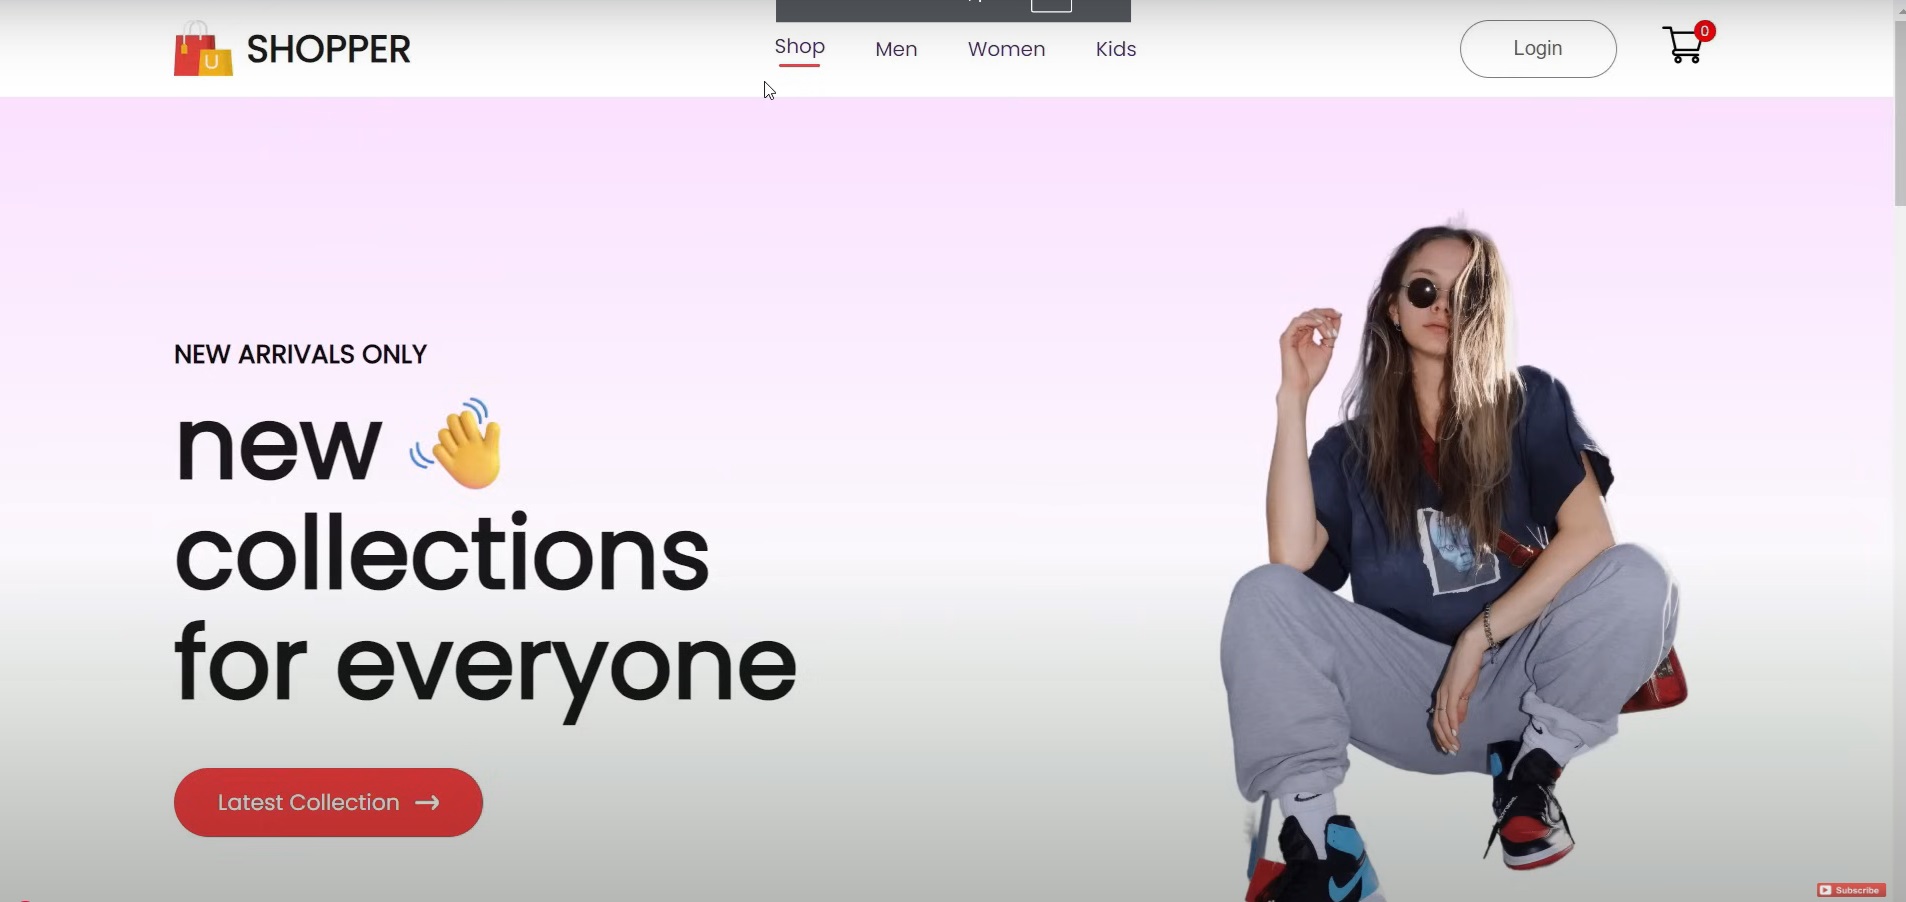 SHOPPER
Shop Men Women Kids
Login
0
NEW ARRIVALS ONLY
new
collections
for everyone
Latest Collection
Subscribe